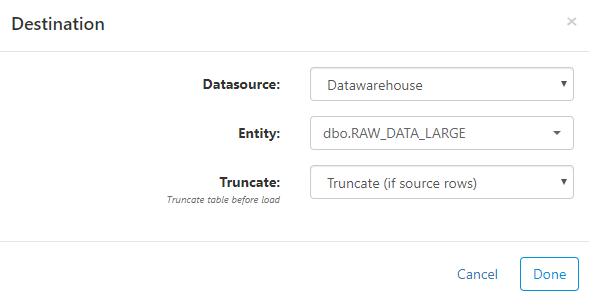 Destination ×
Datasource: Datawarehouse
Entity: dbo.RAW_DATA_LARGE
Truncate: Truncate (if source rows)
Truncate table before load
Cancel Done